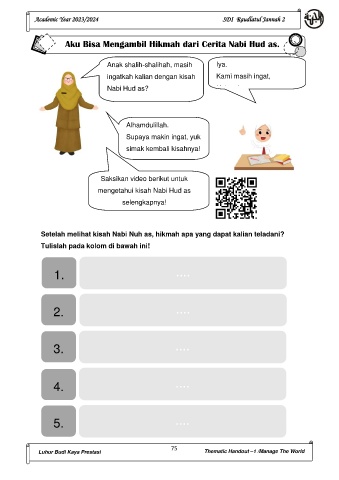 Academic Year 2023/2024
SDI Raudlatul Jannah 2
Aku Bisa Mengambil Hikmah dari Cerita Nabi Hud as.
Anak shalih-shalihah, masih
ingatkah kalian dengan kisah
Nabi Hud as?
Iya,
Kami masih ingat,
Alhamdulillah.
Supaya makin ingat, yuk
simak kembali kisahnya!
Saksikan video berikut untuk
mengetahui kisah Nabi Hud as
selengkapnya!
Setelah melihat kisah Nabi Nuh as, hikmah apa yang dapat kalian teladani?
Tulislah pada kolom di bawah ini!
1. ....
2. ....
3. ....
4. ....
5. ....
Luhur Budi Kaya Prestasi
75
Thematic Handout –1 /Manage The World